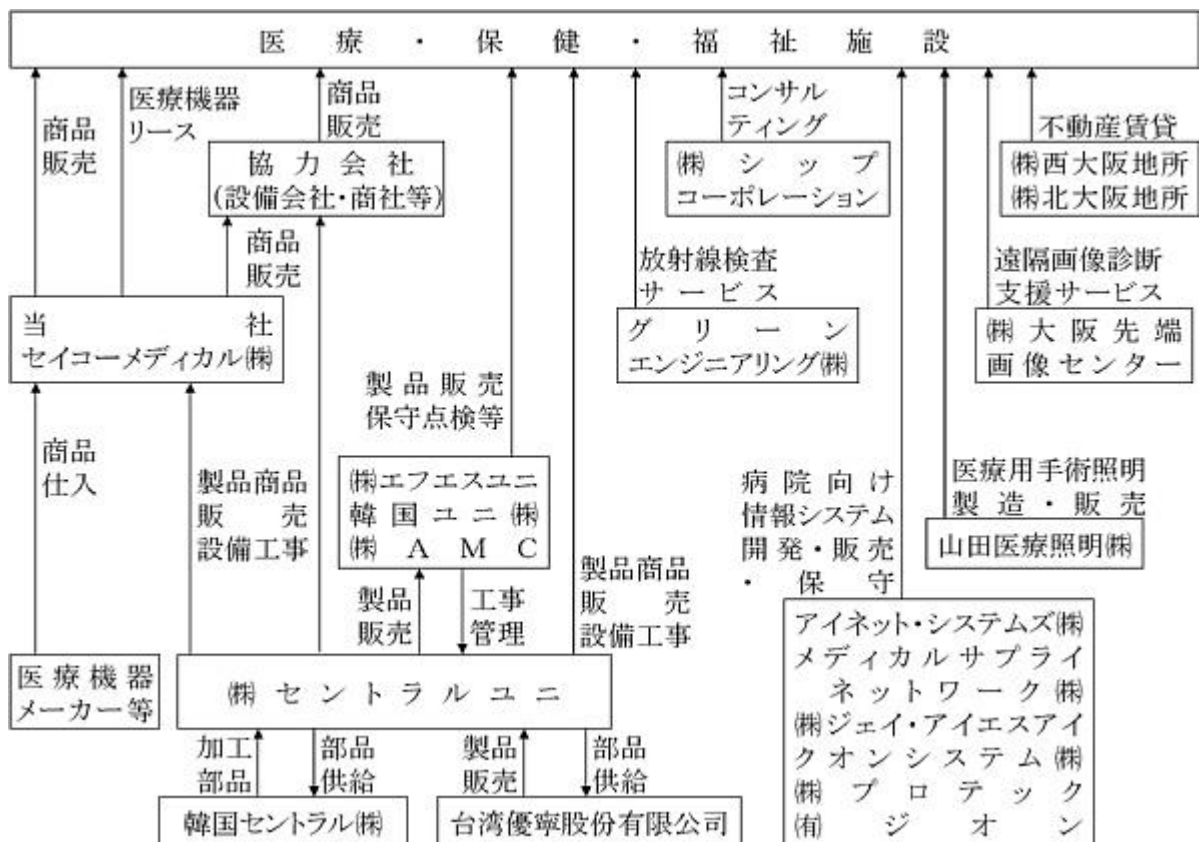 医療・保健・福祉施設
商品
販売
医療機器
リース
商品
販売
コンサル
ティング
不動産賃貸
協力会社
(設備会社・商社等)
㈱シップ
コーポレーション
㈱西大阪地所
㈱北大阪地所
商品
販売
放射線検査
サービス
遠隔画像診断
支援サービス
当社
セイコーメディカル㈱
グリーン
エンジニアリング㈱
㈱大阪先端
画像センター
製品販売
保守点検等
商品
仕入
製品商品
販売
設備工事
㈱エフエスユニ
韓国ユニ㈱
㈱AMC
病院向け
情報システム
開発・販売
・保守
医療用手術照明
製造・販売
山田医療照明㈱
製品
販売
工事
管理
製品商品
販売
設備工事
医療機器
メーカー等
㈱セントラルユニ
アイネット・システムズ㈱
メディカルサプライ
ネットワーク㈱
㈱ジェイ・アイエスアイ
クオンシステム㈱
㈱プロテック
㈲ジオン
加工
部品
部品
供給
製品
販売
部品
供給
韓国セントラル㈱
台湾優寧股份有限公司